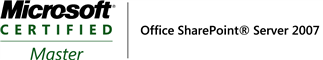 Microsoft®
CERTIFIED
Master
Office SharePoint® Server 2007